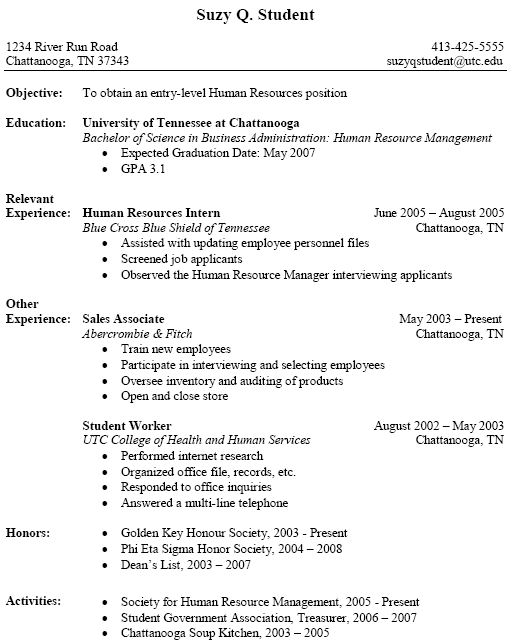 Suzy Q. Student
1234 River Run Road 413-425-5555
Chattanooga, TN 37343 suzyqstudent@utc.edu
Objective: To obtain an entry-level Human Resources position
Education: University of Tennessee at Chattanooga
Bachelor of Science in Business Administration: Human Resource Management
• Expected Graduation Date: May 2007
• GPA 3.1
Relevant
Experience: Human Resources Intern June 2005 – August 2005
Blue Cross Blue Shield of Tennessee Chattanooga, TN
• Assisted with updating employee personnel files
• Screened job applicants
• Observed the Human Resource Manager interviewing applicants
Other
Experience: Sales Associate May 2003 – Present
Abercrombie & Fitch Chattanooga, TN
• Train new employees
• Participate in interviewing and selecting employees
• Oversee inventory and auditing of products
• Open and close store
Student Worker August 2002 – May 2003
UTC College of Health and Human Services Chattanooga, TN
• Performed internet research
• Organized office file, records, etc.
• Responded to office inquiries
• Answered a multi-line telephone
Honors: • Golden Key Honour Society, 2003 - Present
• Phi Eta Sigma Honor Society, 2004 – 2008
• Dean’s List, 2003 – 2007
Activities: • Society for Human Resource Management, 2005 - Present
• Student Government Association, Treasurer, 2006 – 2007
• Chattanooga Soup Kitchen, 2003 – 2005